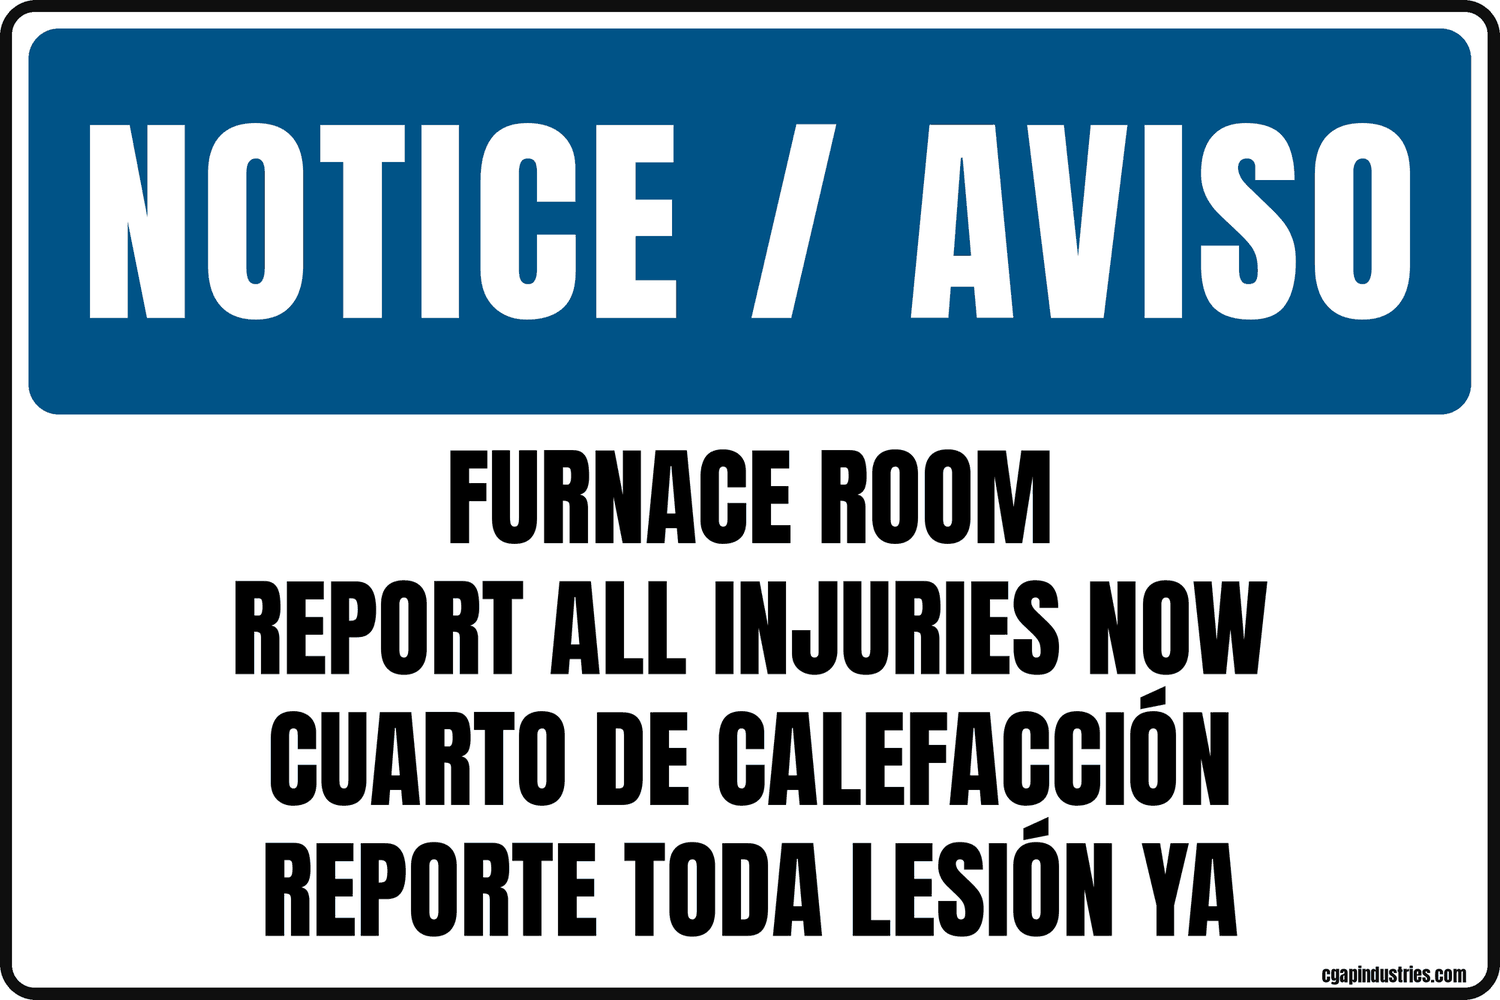 NOTICE / AVISO
FURNACE ROOM
REPORT ALL INJURIES NOW
CUARTO DE CALEFACCIÓN
REPORTE TODA LESIÓN YA
cgapindustries.com